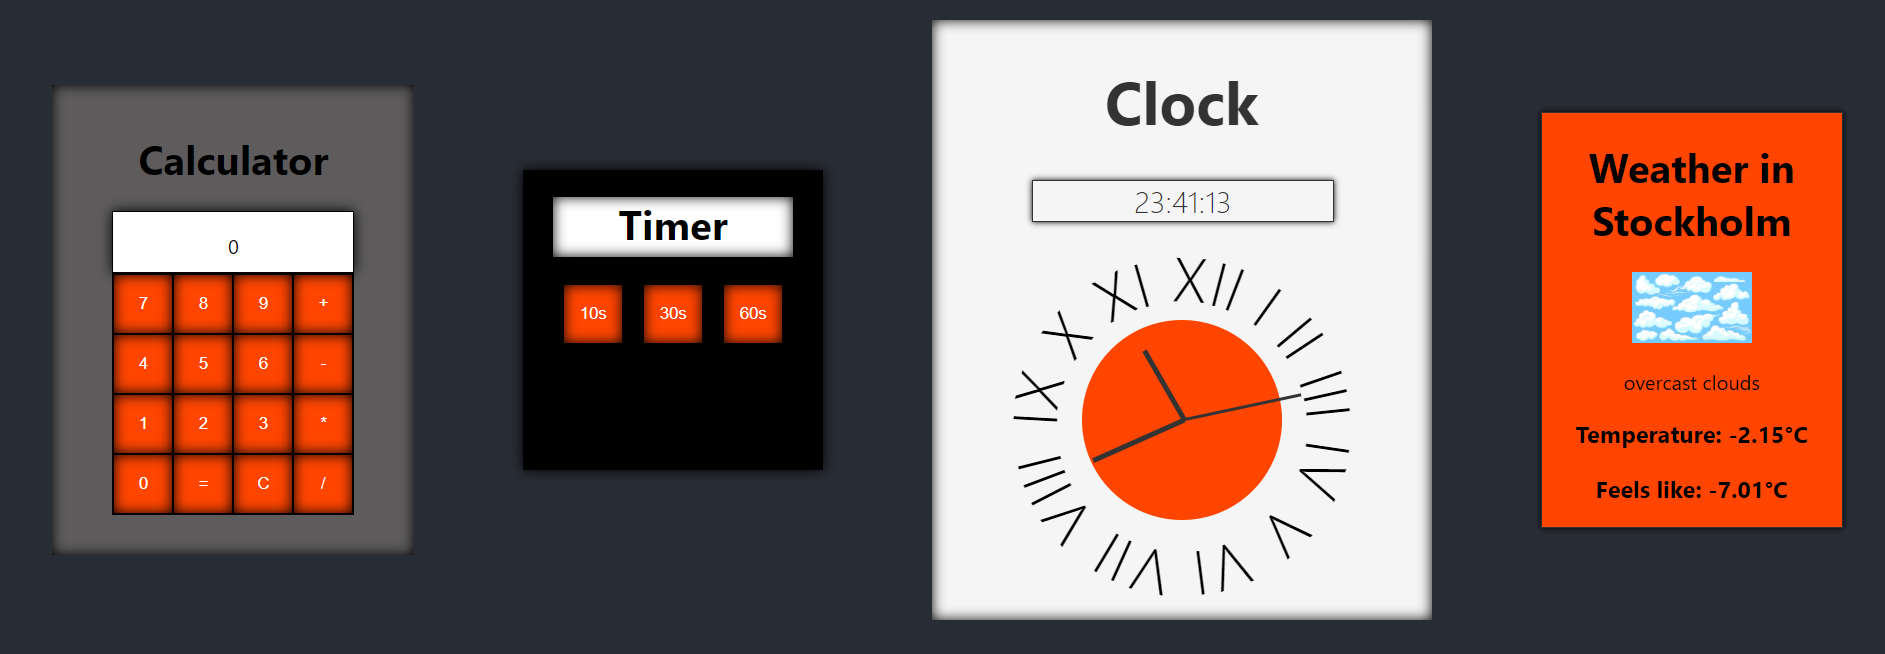 Calculator
0
7 8 9 +
4 5 6 -
1 2 3 *
0 = C /
Timer
10s 30s 60s
Clock
23:41:13
XII
I
II
III
IV
V
VI
VII
VIII
IX
X
XI
Weather in
Stockholm
overcast clouds
Temperature: -2.15°C
Feels like: -7.01°C